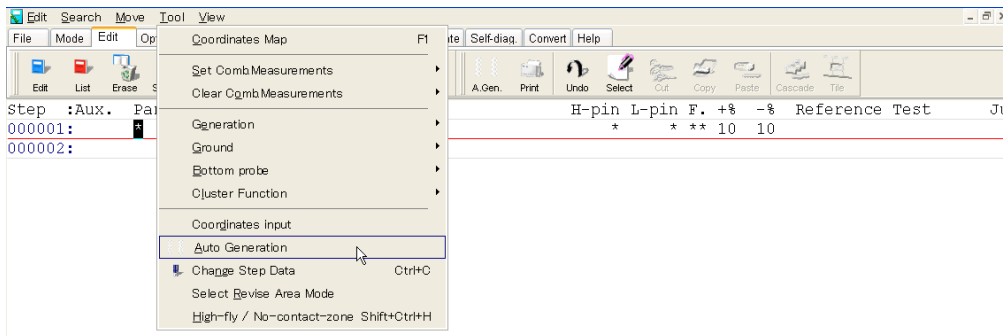 Edit Search Move Tool View
File Mode Edit Op te Self-diag. Convert Help
Edit List Erase S A.Gen. Print Undo Select Cut Copy Paste Cascade Tile
Step :Aux. Par H-pin L-pin F. +% -% Reference Test Ju
000001: * * * ** 10 10
000002:
Coordinates Map F1
Set Comb.Measurements
Clear Comb.Measurements
Generation
Ground
Bottom probe
Cluster Function
Coordinates input
Auto Generation
Change Step Data Ctrl+C
Select Revise Area Mode
High-fly / No-contact-zone Shift+Ctrl+H